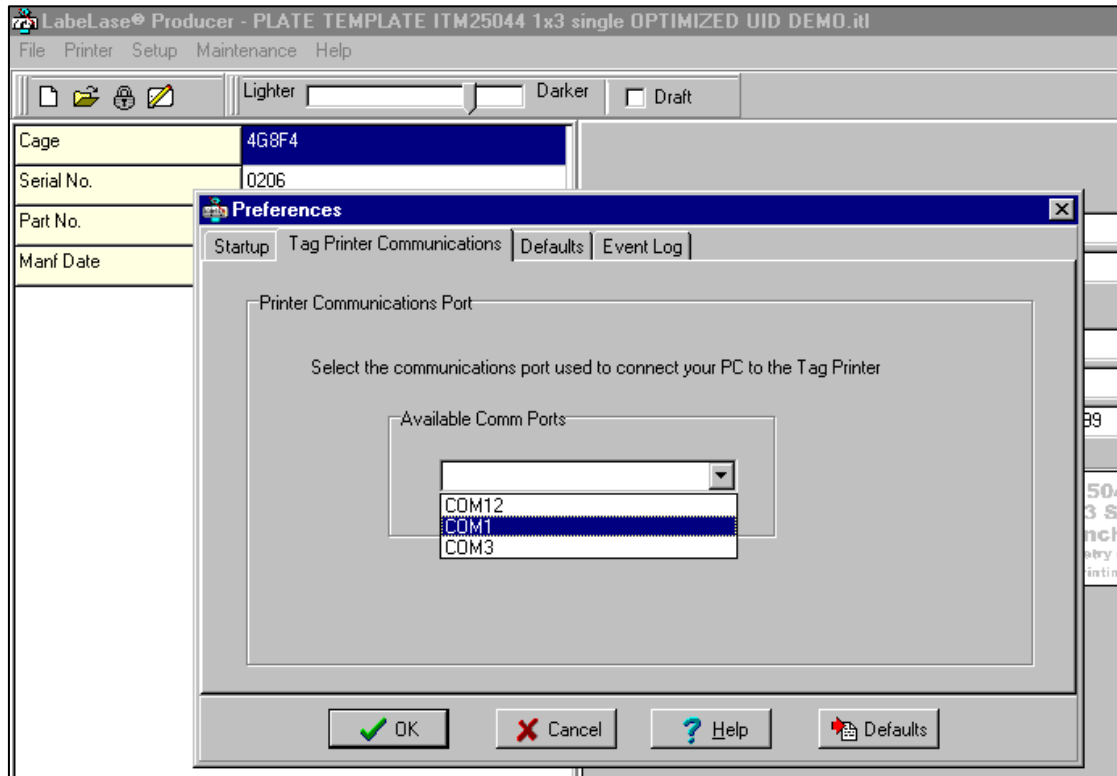 LabeLase® Producer - PLATE TEMPLATE ITM25044 1x3 single OPTIMIZED UID DEMO.itl
File Printer Setup Maintenance Help
Lighter Darker Draft
Cage 4G8F4
Serial No. 0206
Part No.
Manf Date
Preferences
Startup Tag Printer Communications Defaults Event Log
Printer Communications Port
Select the communications port used to connect your PC to the Tag Printer
Available Comm Ports
COM12
COM1
COM3
OK Cancel Help Defaults